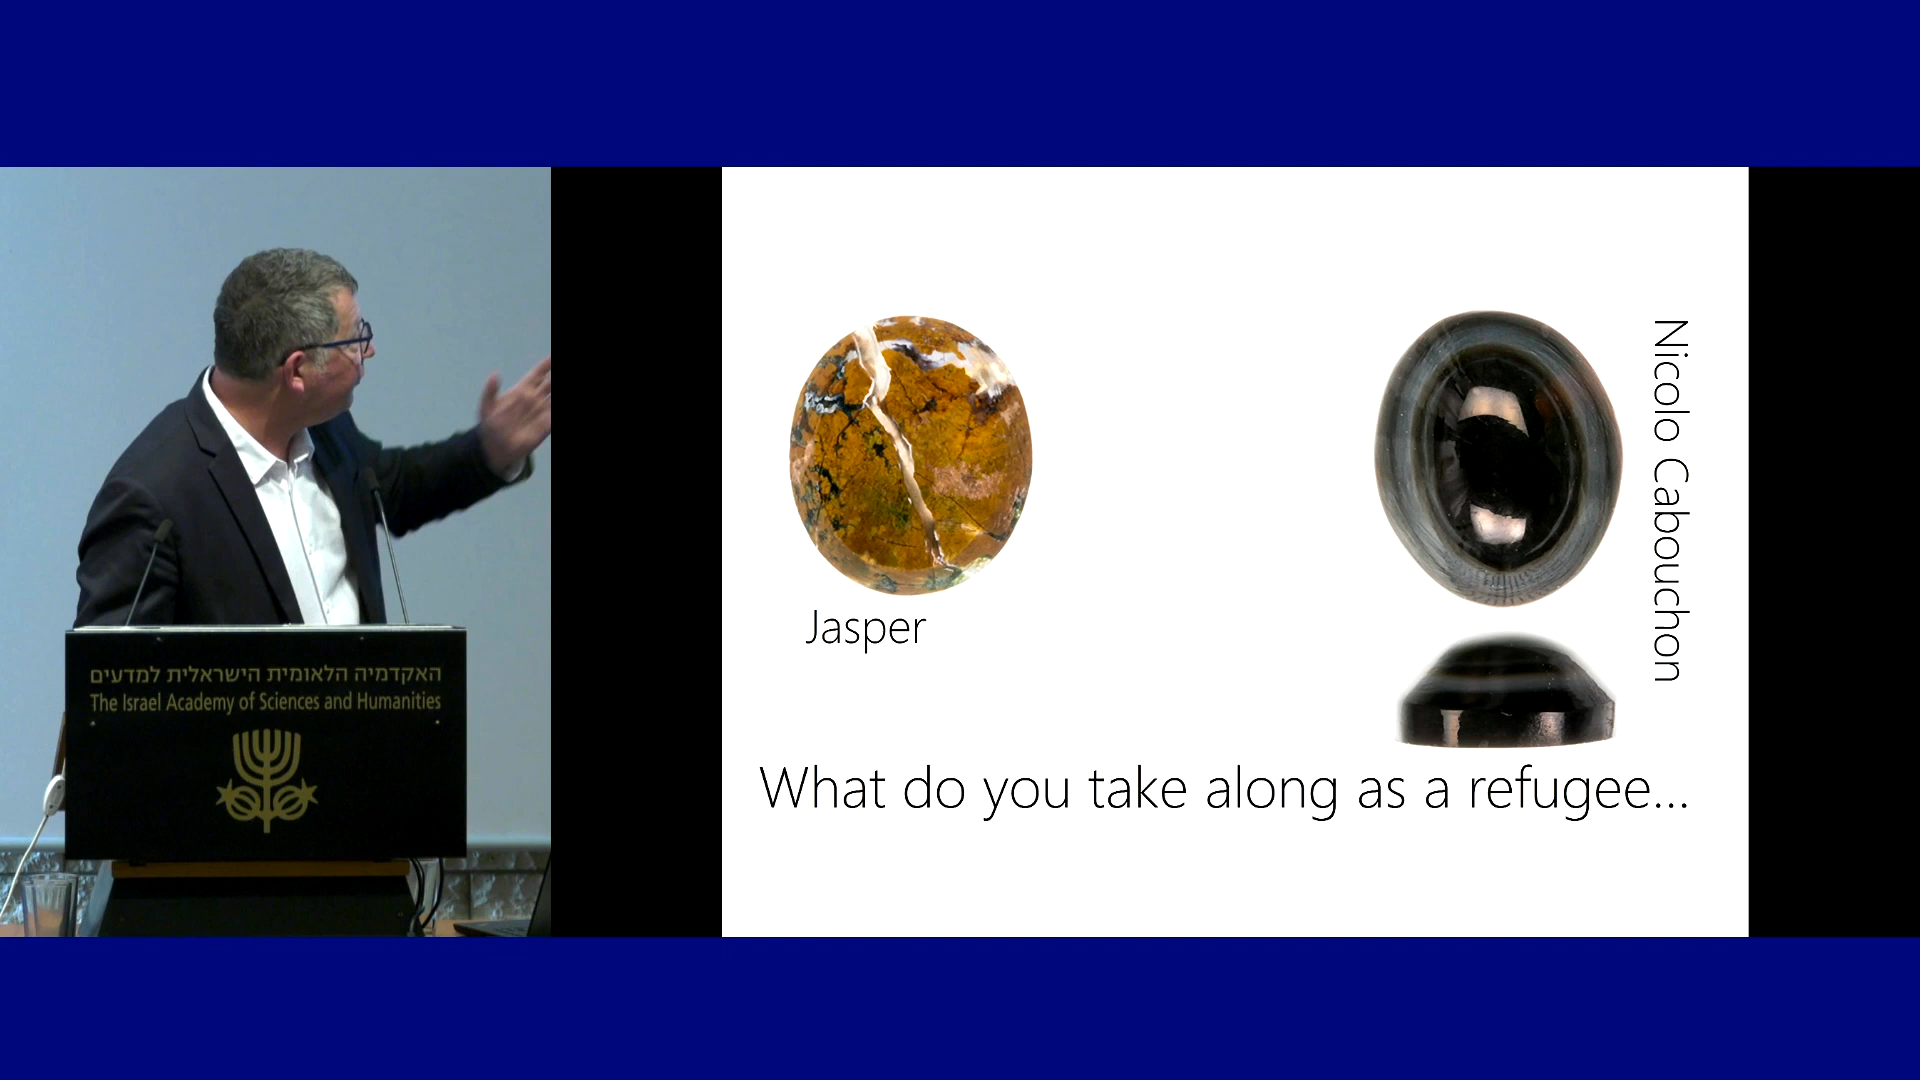 האקדמיה הלאומית הישראלית למדעים
The Israel Academy of Sciences and Humanities
Jasper
Nicolo Cabouchon
What do you take along as a refugee...